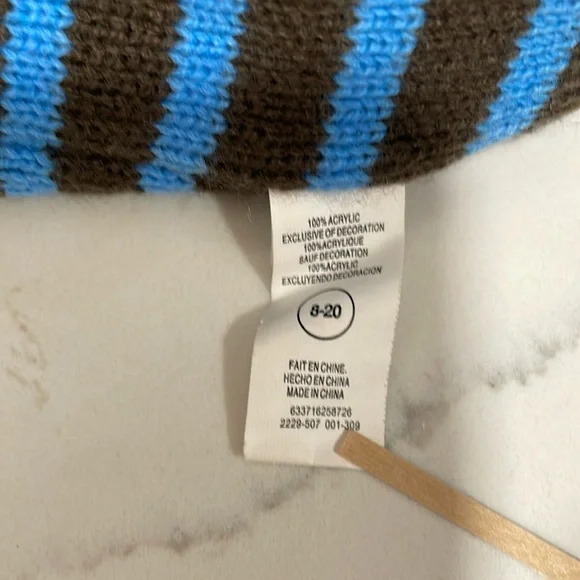 100% ACRYLIC
EXCLUSIVE OF DECORATION
100%ACRYLIQUE
SAUF DECORATION
100%ACRYLIC
EXCLUYENDO DECORACION
8-20
FAIT EN CHINE.
HECHO EN CHINA
MADE IN CHINA
633716258726
2229-507 001-309